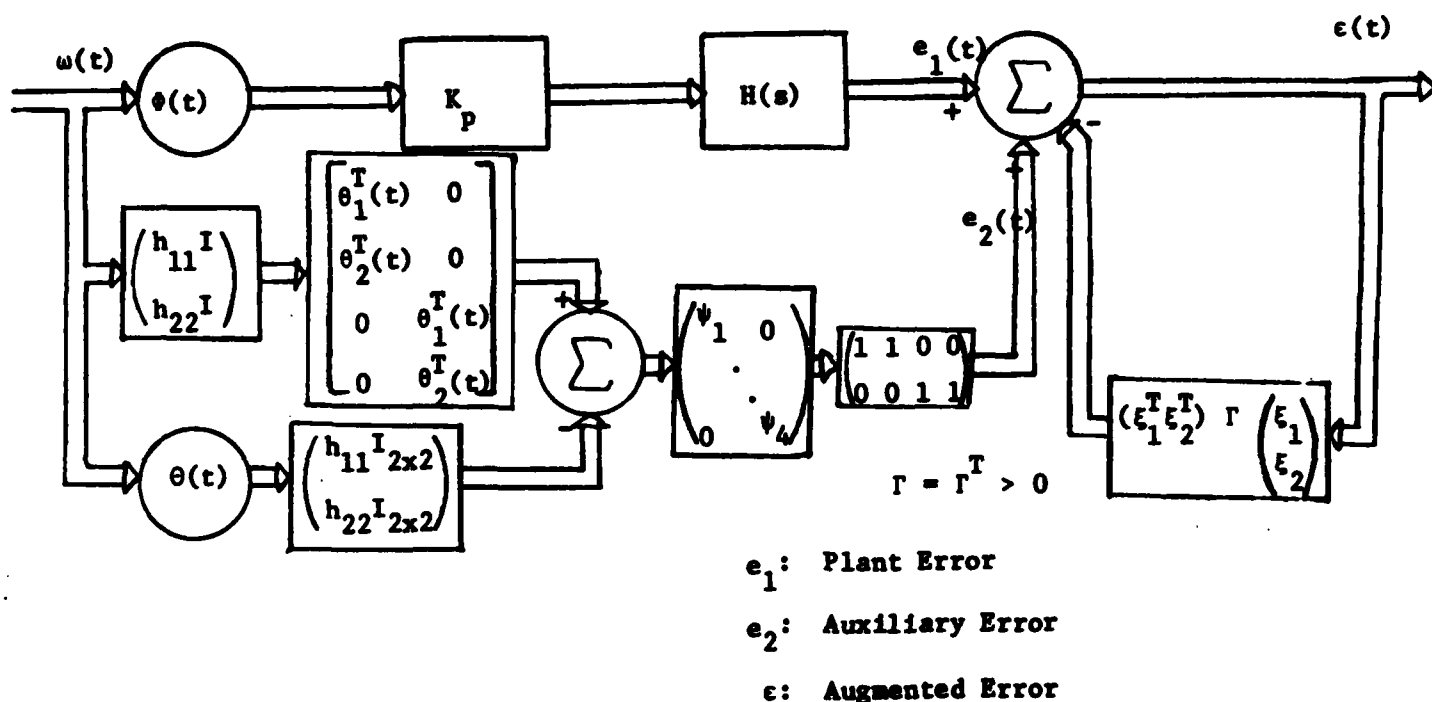 ω(t)
Φ(t)
K_p
H(s)
e_1(t)
+
Σ
ε(t)
-
+
e_2(t)
h_11 I
h_22 I
θ_1^T(t) 0
θ_2^T(t) 0
0 θ_1^T(t)
0 θ_2^T(t)
+
Σ
-
ψ_1 0
.
.
0 ψ_4
1 1 0 0
0 0 1 1
(ξ_1^T ξ_2^T) Γ (ξ_1
ξ_2)
θ(t)
h_11 I_2x2
h_22 I_2x2
Γ = Γ^T > 0
e_1: Plant Error
e_2: Auxiliary Error
ε: Augmented Error